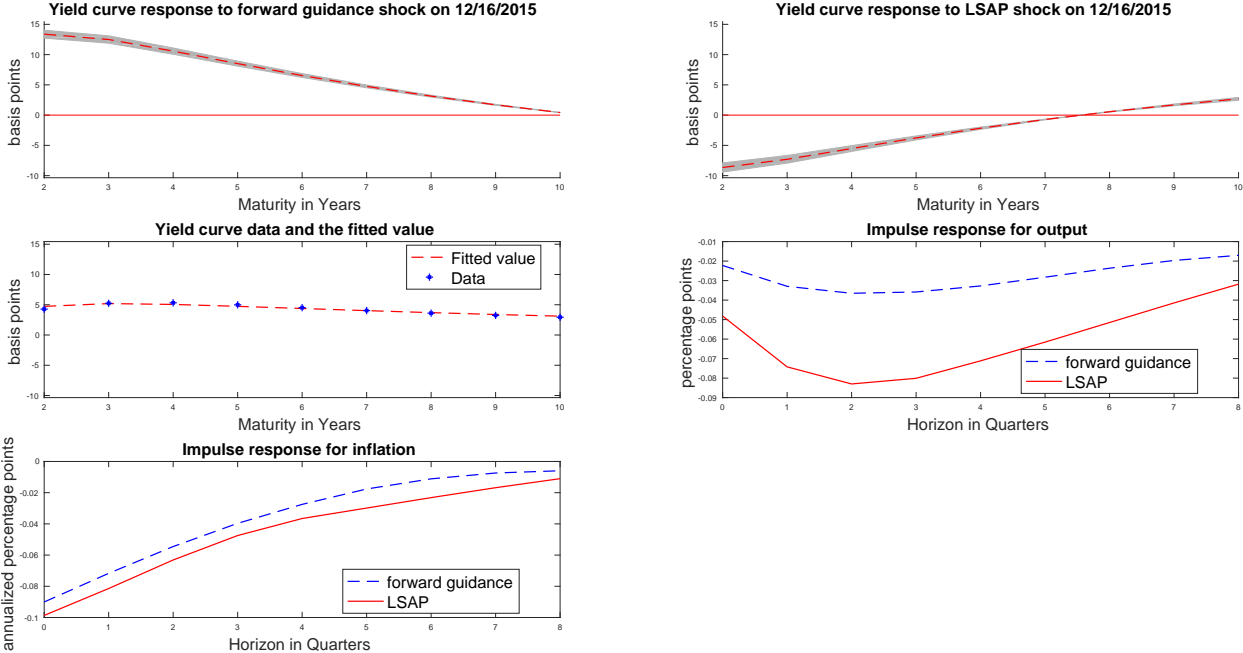 Yield curve response to forward guidance shock on 12/16/2015
basis points
15
10
5
0
-5
-10
2 3 4 5 6 7 8 9 10
Maturity in Years
Yield curve response to LSAP shock on 12/16/2015
basis points
15
10
5
0
-5
-10
2 3 4 5 6 7 8 9 10
Maturity in Years
Yield curve data and the fitted value
basis points
15
10
5
0
-5
-10
Fitted value
Data
2 3 4 5 6 7 8 9 10
Maturity in Years
Impulse response for output
percentage points
-0.01
-0.02
-0.03
-0.04
-0.05
-0.06
-0.07
-0.08
-0.09
forward guidance
LSAP
0 1 2 3 4 5 6 7 8
Horizon in Quarters
Impulse response for inflation
annualized percentage points
0
-0.02
-0.04
-0.06
-0.08
-0.1
forward guidance
LSAP
0 1 2 3 4 5 6 7 8
Horizon in Quarters